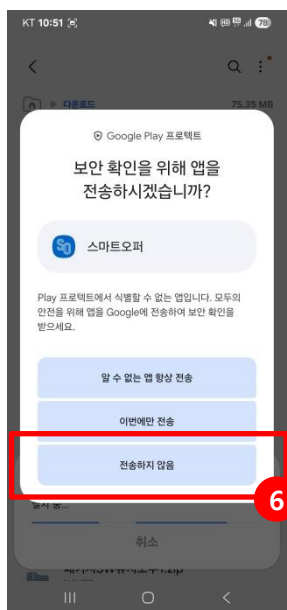 KT 10:51
78
다운로드 75.35 MB
Google Play 프로텍트
보안 확인을 위해 앱을
전송하시겠습니까?
SO 스마트오퍼
Play 프로텍트에서 식별할 수 없는 앱입니다. 모두의
안전을 위해 앱을 Google에 전송하여 보안 확인을
받으세요.
알 수 없는 앱 항상 전송
이번에만 전송
전송하지 않음
6
설치 중...
취소